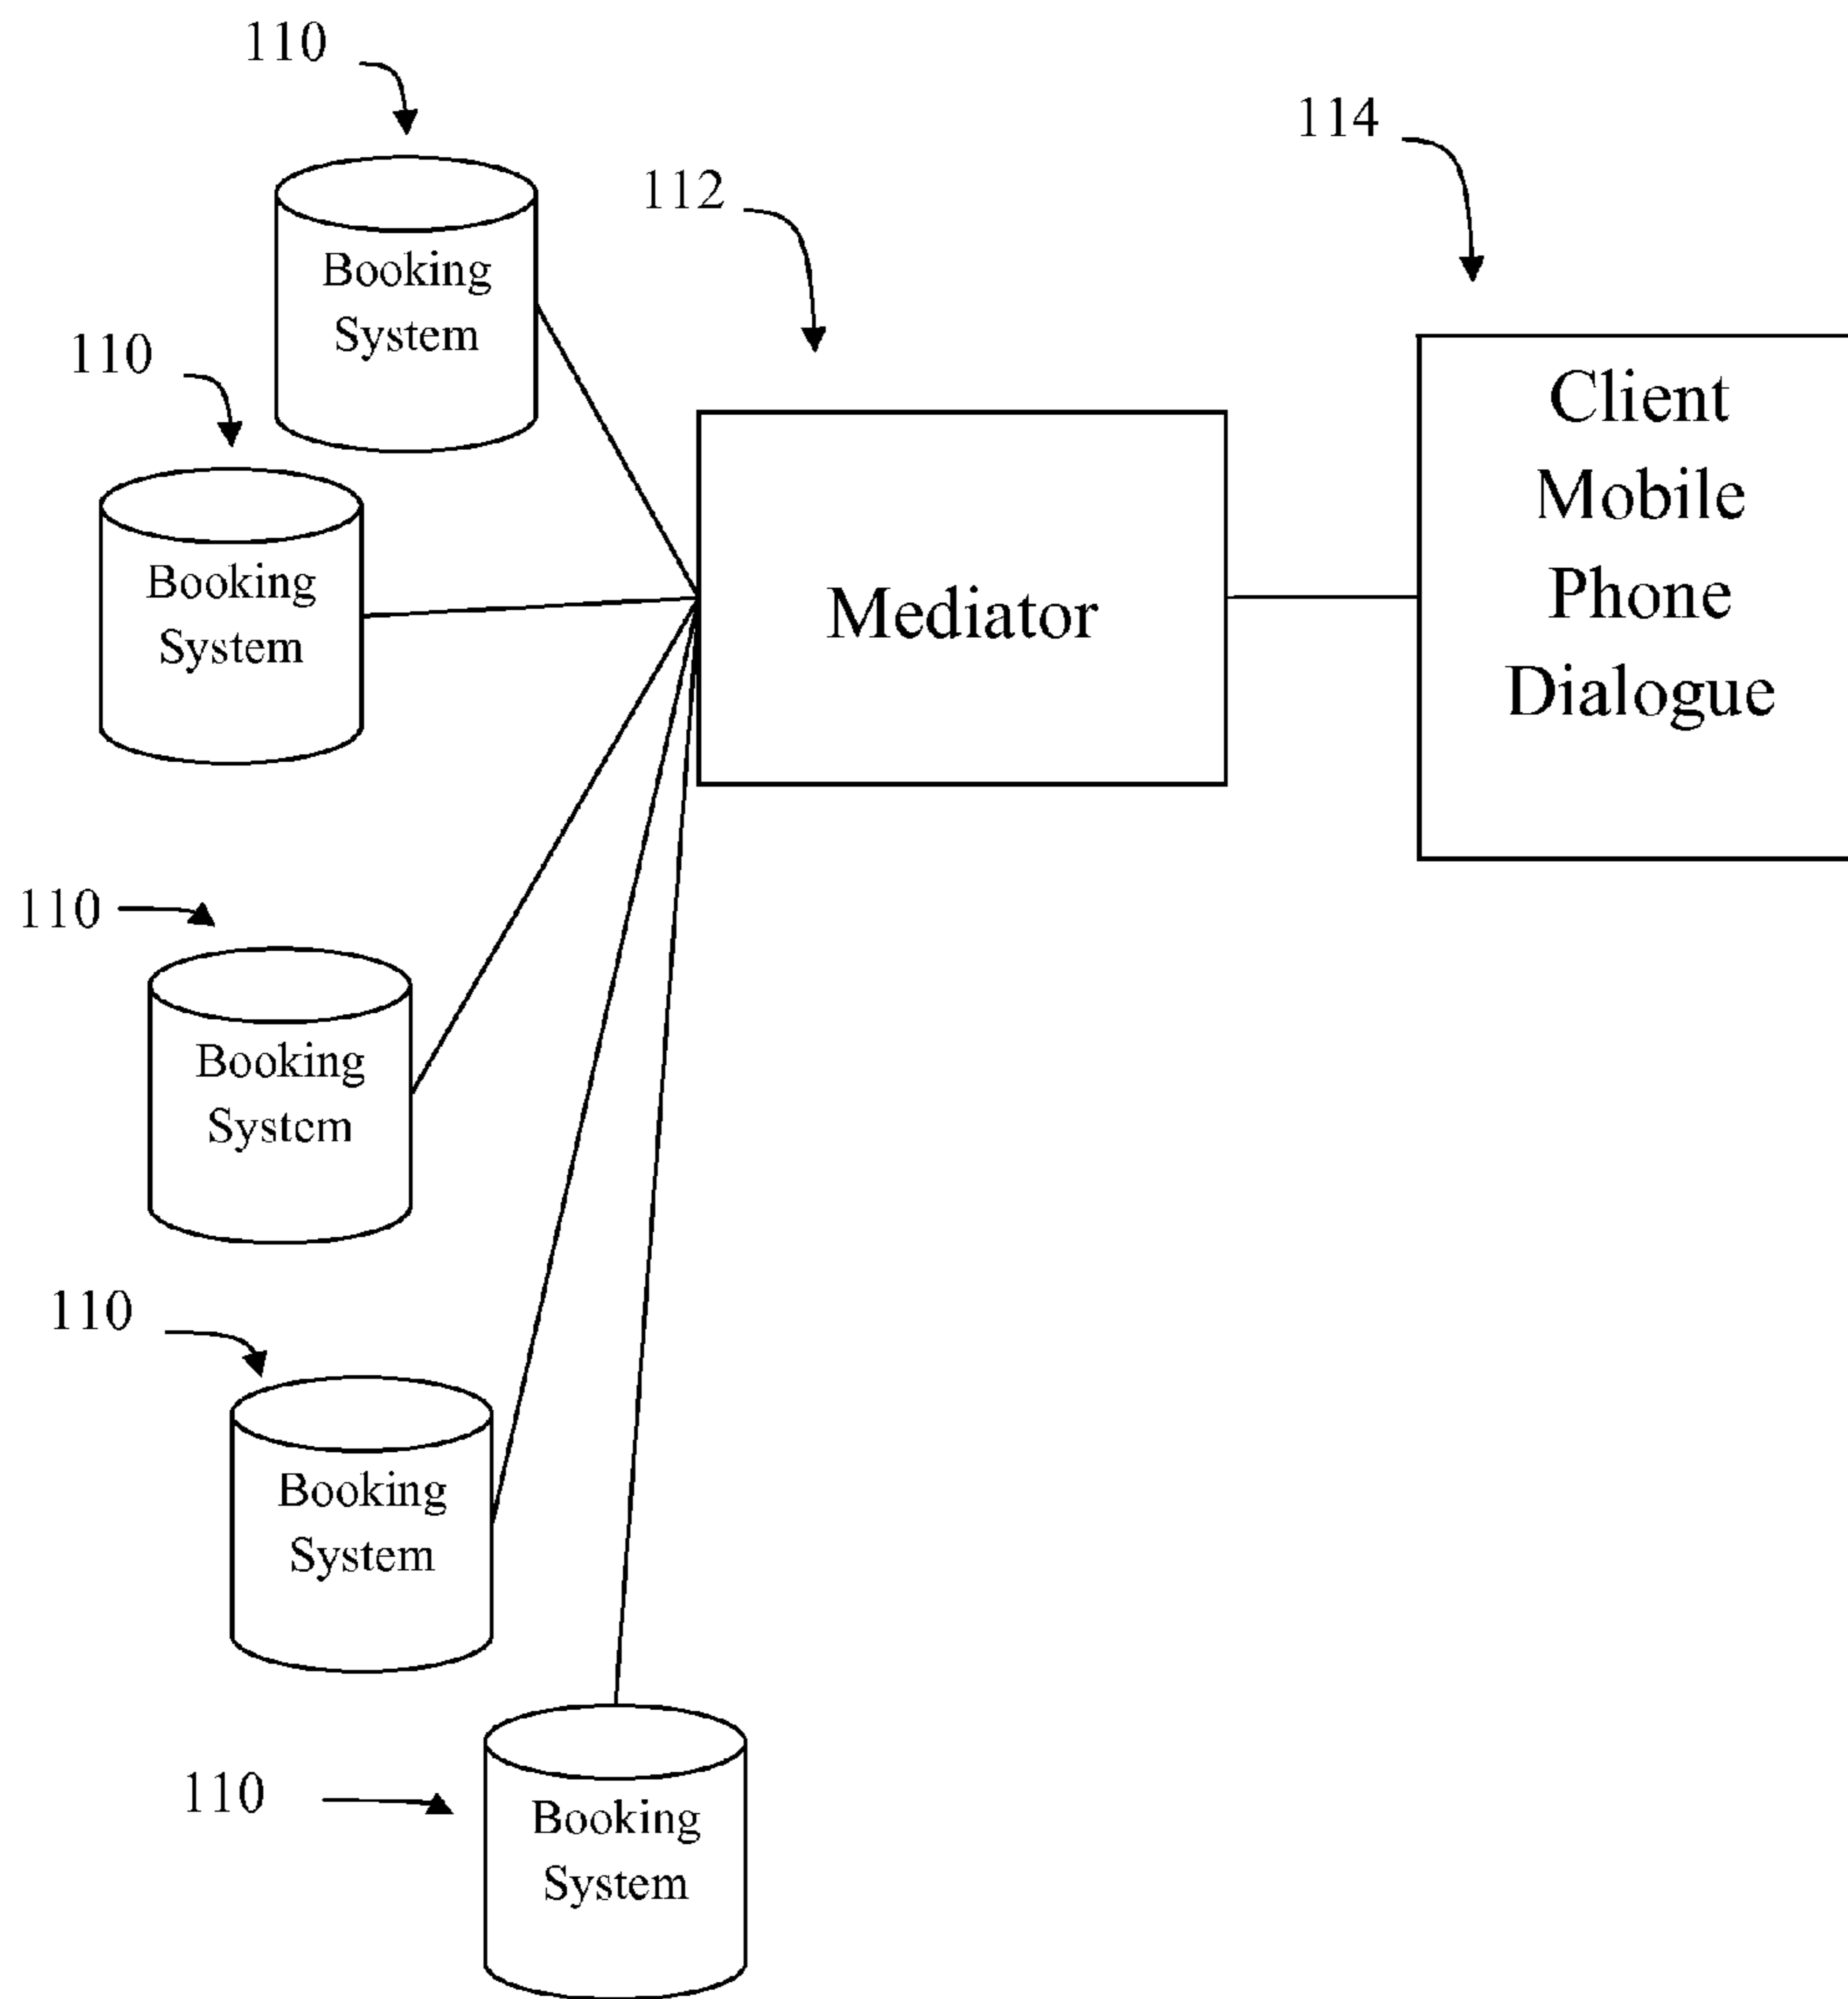 110
114
112
Booking
System
110
Client
Mobile
Phone
Dialogue
Booking
System
Mediator
110
Booking
System
110
Booking
System
110
Booking
System